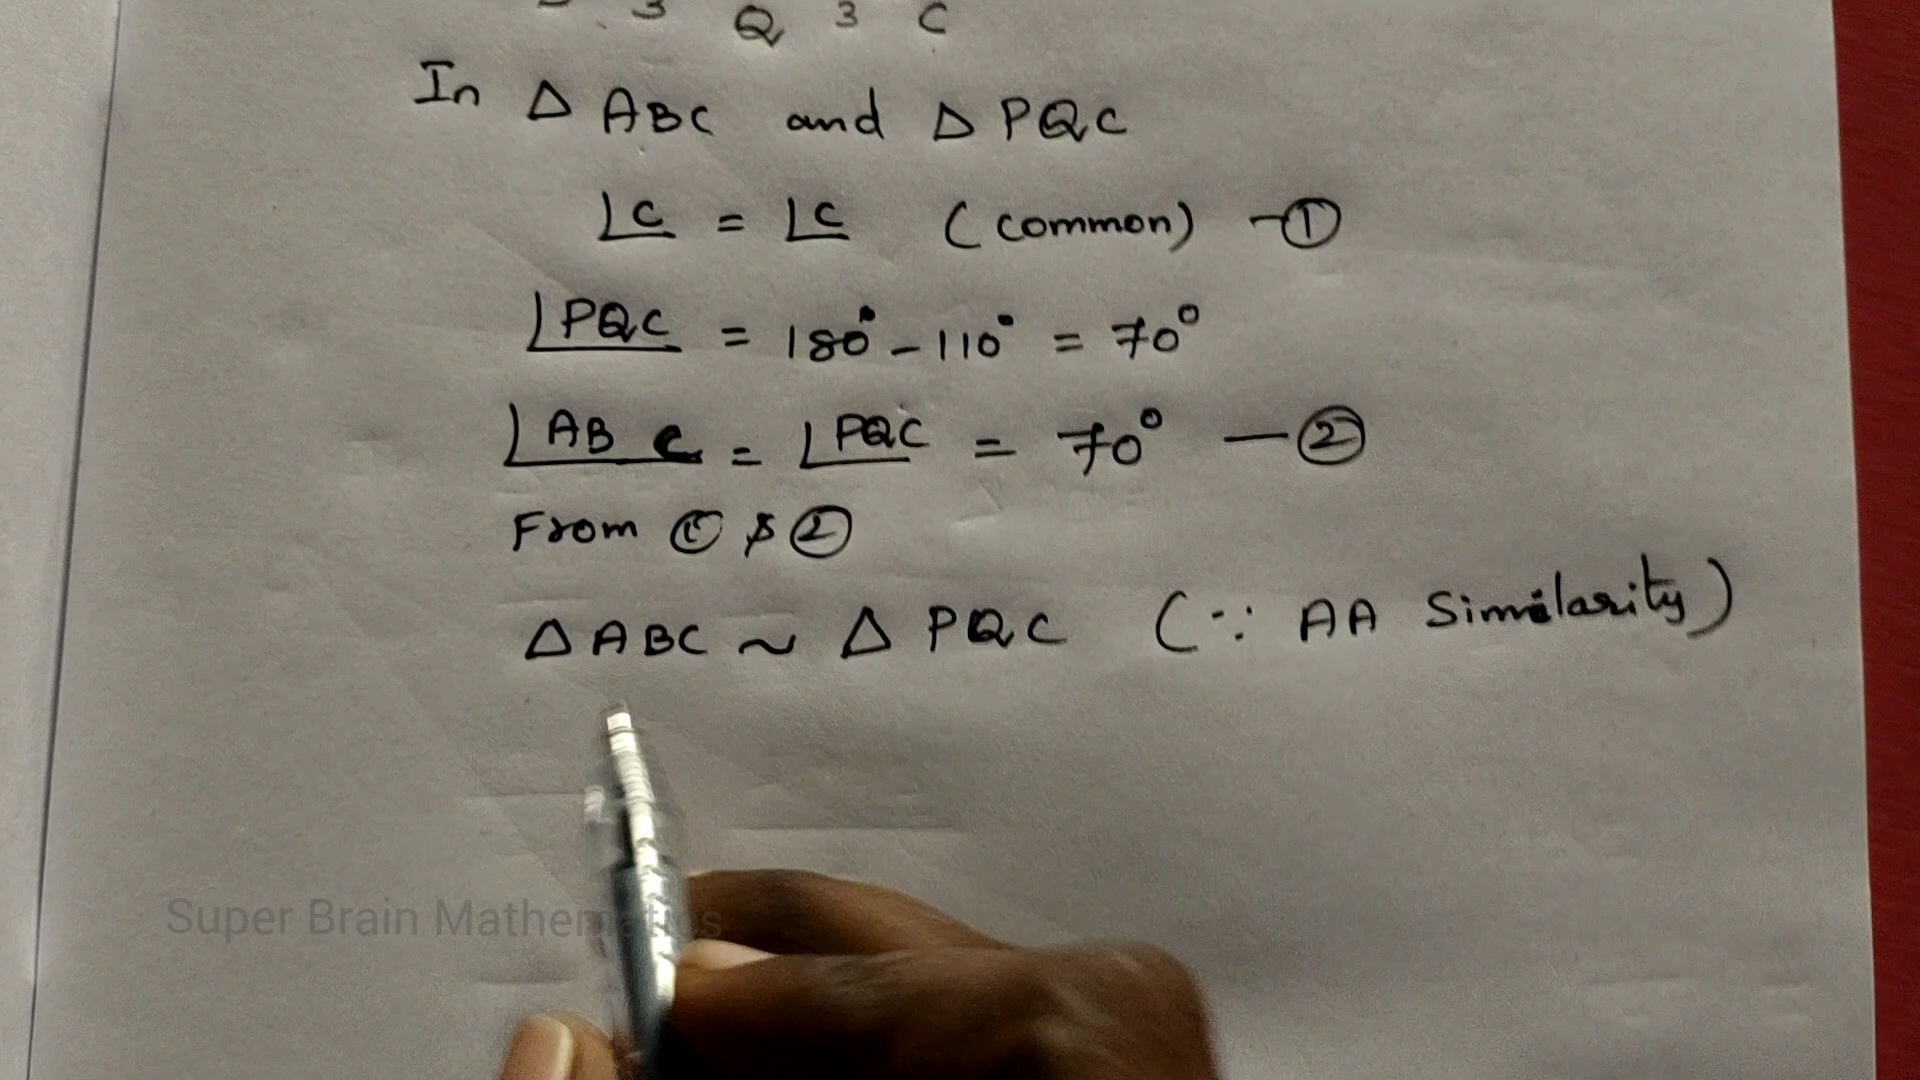 3 Q 3 C
In △ ABC and △ PQC
∠C = ∠C (common) —①
∠PQC = 180° - 110° = 70°
∠ABC = ∠PQC = 70° —②
From ① & ②
△ ABC ~ △ PQC (∵ AA Similarity)
Super Brain Mathematics